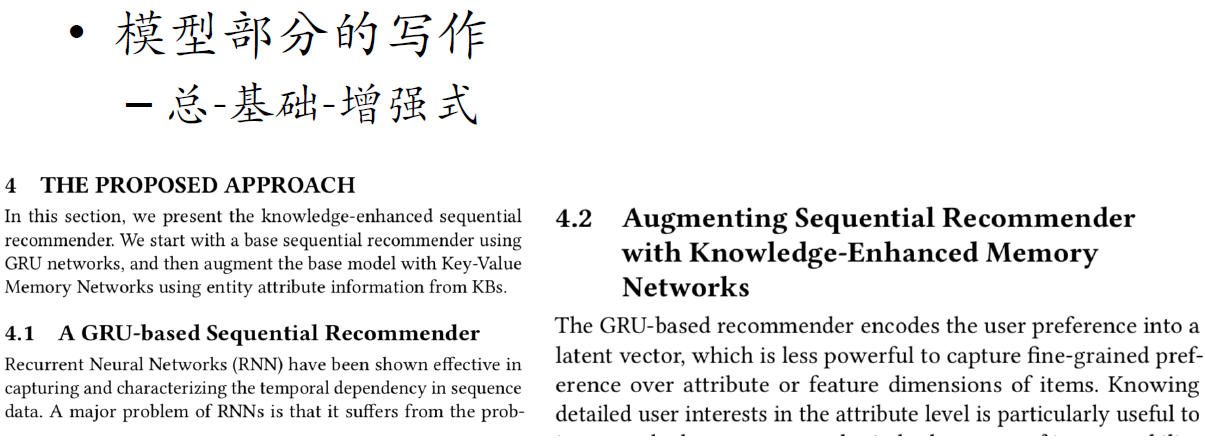 • 模型部分的写作
– 总-基础-增强式
4 THE PROPOSED APPROACH
In this section, we present the knowledge-enhanced sequential
recommender. We start with a base sequential recommender using
GRU networks, and then augment the base model with Key-Value
Memory Networks using entity attribute information from KBs.
4.1 A GRU-based Sequential Recommender
Recurrent Neural Networks (RNN) have been shown effective in
capturing and characterizing the temporal dependency in sequence
data. A major problem of RNNs is that it suffers from the prob-
4.2 Augmenting Sequential Recommender
with Knowledge-Enhanced Memory
Networks
The GRU-based recommender encodes the user preference into a
latent vector, which is less powerful to capture fine-grained pref-
erence over attribute or feature dimensions of items. Knowing
detailed user interests in the attribute level is particularly useful to